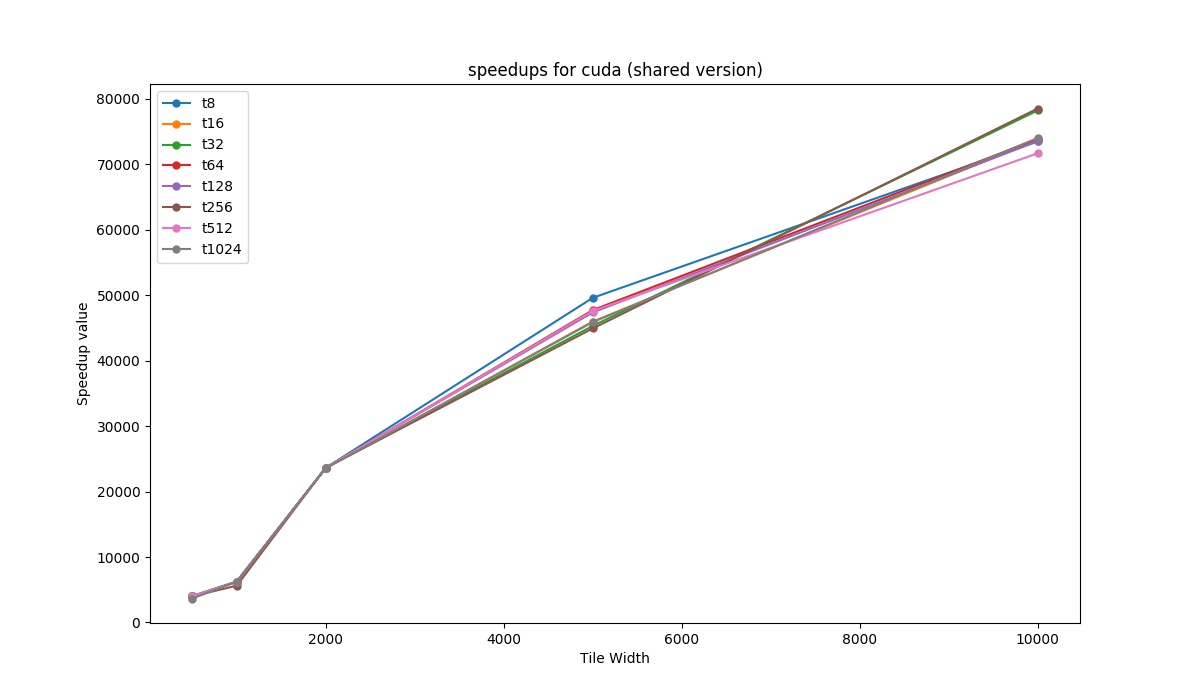 speedups for cuda (shared version)
80000
70000
60000
50000
40000
30000
20000
10000
0
Speedup value
t8
t16
t32
t64
t128
t256
t512
t1024
2000
4000
6000
8000
10000
Tile Width